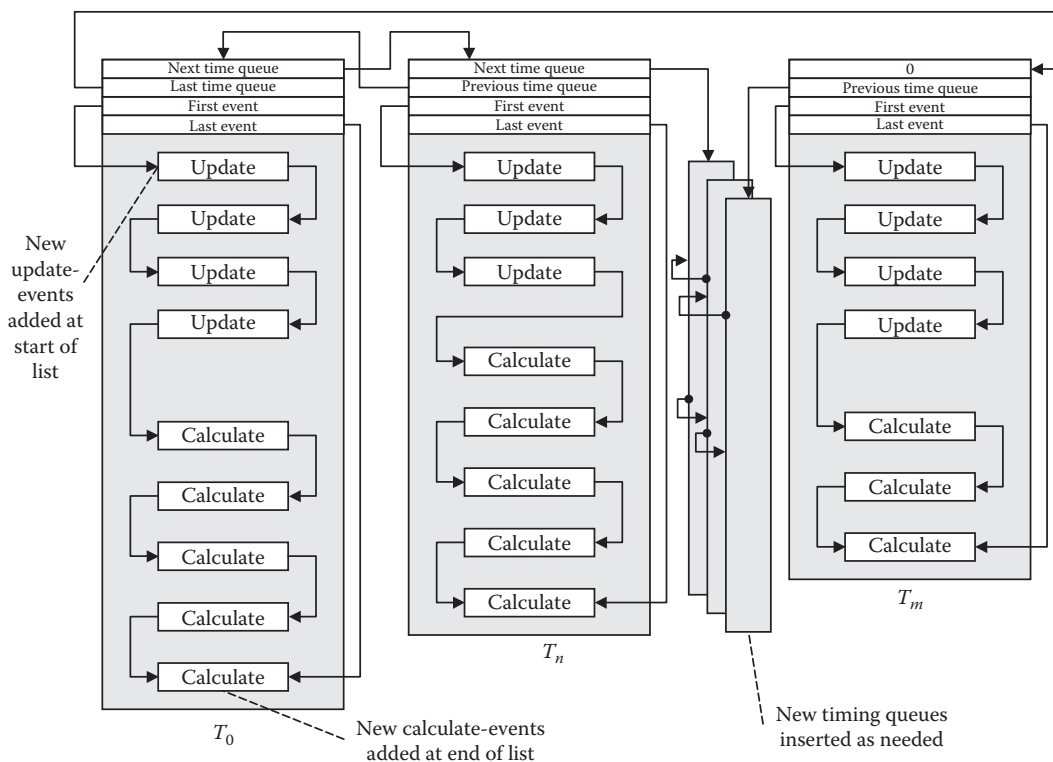 Next time queue
Last time queue
First event
Last event
Update
Update
Update
Update
Calculate
Calculate
Calculate
Calculate
Calculate
T0
New
update-
events
added at
start of
list
New calculate-events
added at end of list
Next time queue
Previous time queue
First event
Last event
Update
Update
Update
Calculate
Calculate
Calculate
Calculate
Calculate
Tn
New timing queues
inserted as needed
0
Previous time queue
First event
Last event
Update
Update
Update
Update
Calculate
Calculate
Calculate
Tm